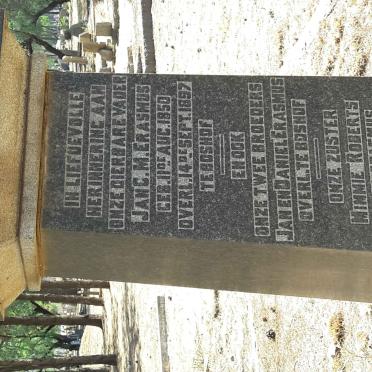 IN LIEFDEVOLLE
HERINNERING AAN
ONZE DIERBARE VADER
JAN C. H. ERASMUS
GEB. 11DE AUG. 1850
OVERL. 14DE SEPT. 1897
TE BOSHOF
EN OOK
ONZE TWEE BROEDERS
JAN EN DANIEL ERASMUS
OVERL. TE BOSHOF
ONZE ZUSTER
ROBERTS